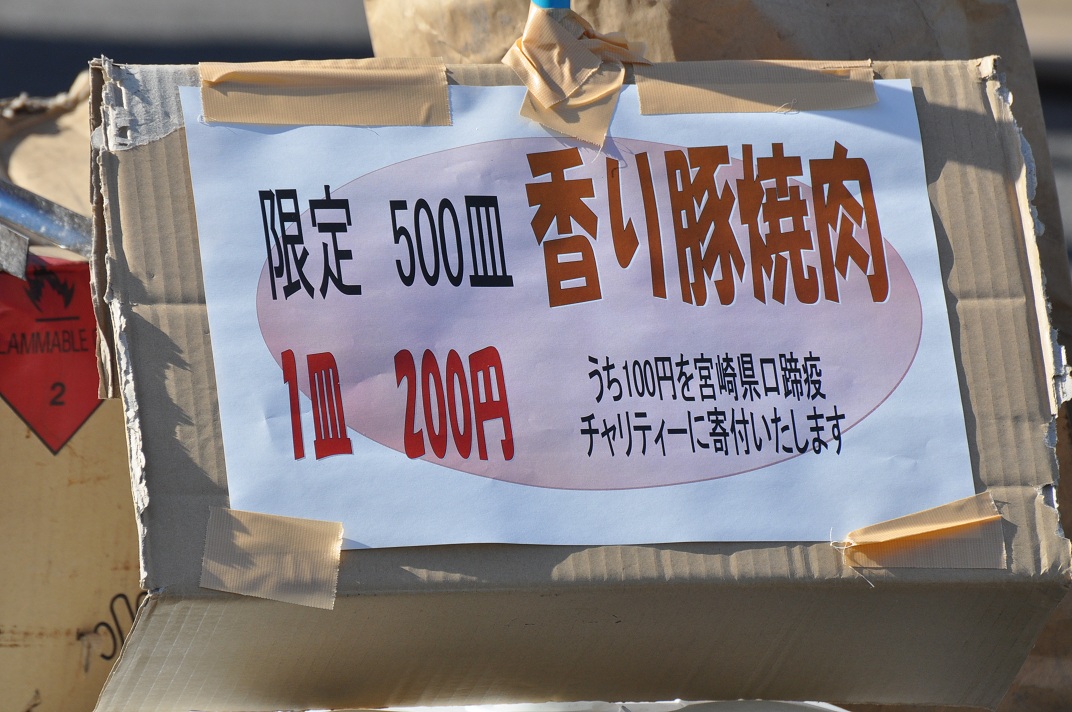 限定 500皿 香り豚焼肉
1皿 200円
うち100円を宮崎県口蹄疫
チャリティーに寄付いたします
LAMMABLE
2